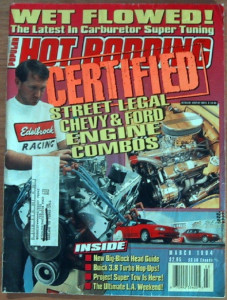 WET FLOWED!
The Latest In Carburetor Super Tuning
POPULAR
HOT RODDING
CERTIFIED
STREET-LEGAL
CHEVY & FORD
ENGINE
COMBOS
Edelbrock
RACING
INSIDE
New Big-Block Head Guide
Buick 3.8 Turbo Hop-Ups!
Project Super Tow Is Here!
The Ultimate L.A. Weekend!
MARCH 1994